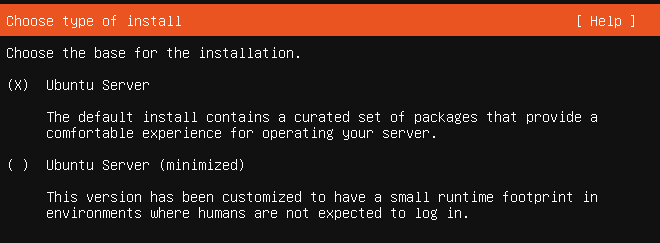 Choose type of install [ Help ]
Choose the base for the installation.
(X) Ubuntu Server
The default install contains a curated set of packages that provide a
comfortable experience for operating your server.
( ) Ubuntu Server (minimized)
This version has been customized to have a small runtime footprint in
environments where humans are not expected to log in.